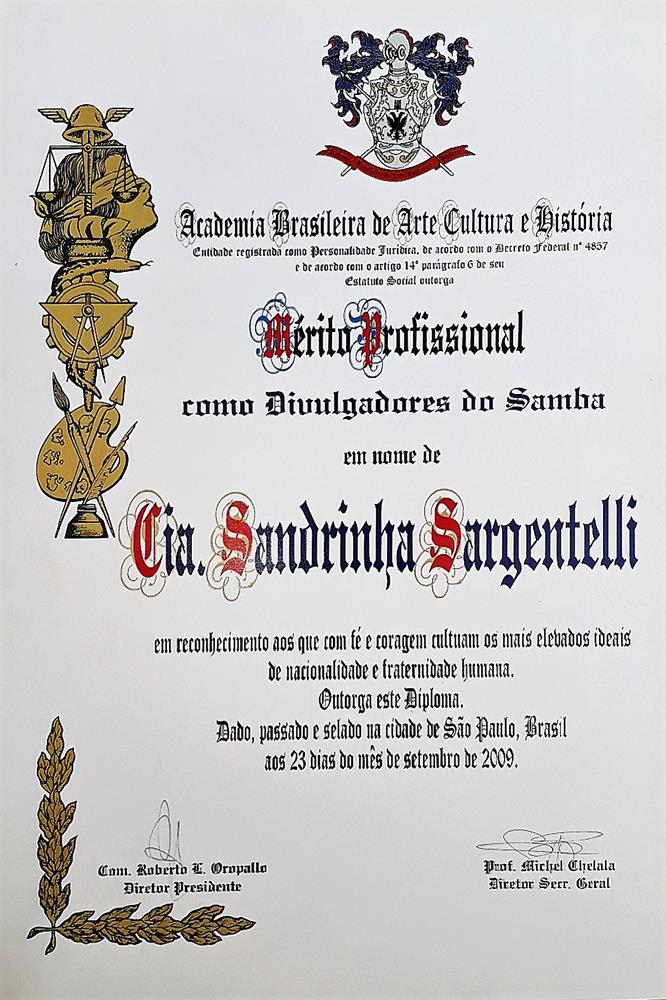 Academia Brasileira de Arte Cultura e História
Entidade registrada como Personalidade Jurídica, de acordo com o Decreto Federal nº 4857
e de acordo com o artigo 14º parágrafo 6 de seu
Estatuto Social outorga
Mérito Profissional
como Divulgadores do Samba
em nome de
Cia. Sandrinha Sargentelli
em reconhecimento aos que com fé e coragem cultuam os mais elevados ideais
de nacionalidade e fraternidade humana.
Outorga este Diploma.
Dado, passado e selado na cidade de São Paulo, Brasil
aos 23 dias do mês de setembro de 2009.
Com. Roberto E. Oropallo
Diretor Presidente
Prof. Michel Chelala
Diretor Secr. Geral